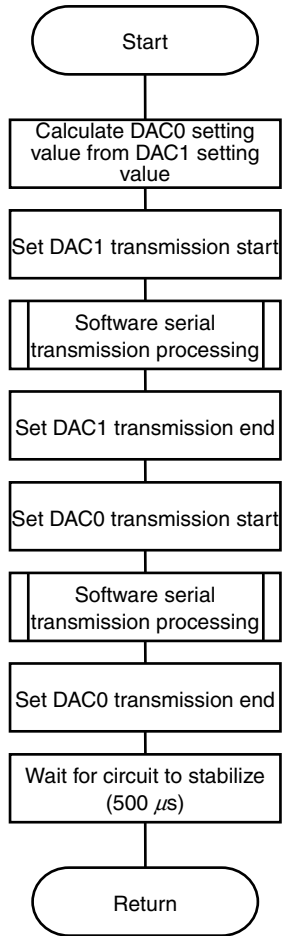 Start
Calculate DAC0 setting
value from DAC1 setting
value
Set DAC1 transmission start
Software serial
transmission processing
Set DAC1 transmission end
Set DAC0 transmission start
Software serial
transmission processing
Set DAC0 transmission end
Wait for circuit to stabilize
(500 μs)
Return